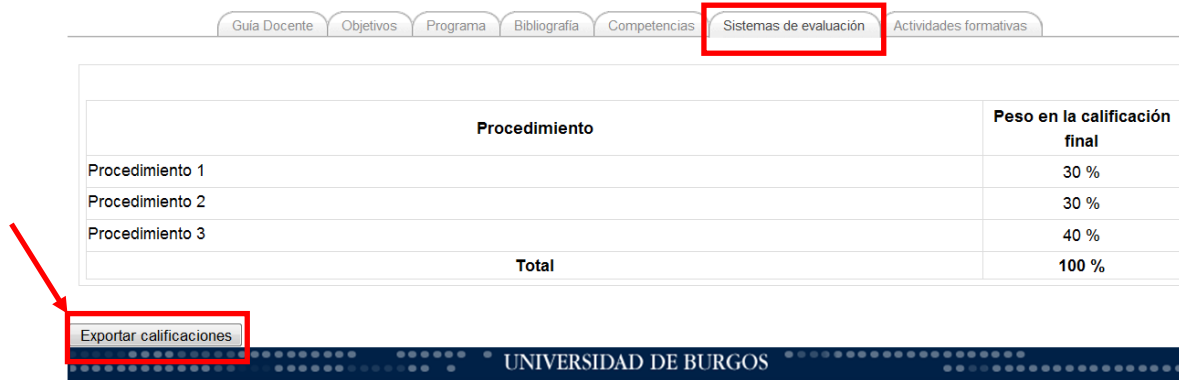 Guía Docente Objetivos Programa Bibliografía Competencias Sistemas de evaluación Actividades formativas
Procedimiento Peso en la calificación final
Procedimiento 1 30 %
Procedimiento 2 30 %
Procedimiento 3 40 %
Total 100 %
Exportar calificaciones
UNIVERSIDAD DE BURGOS